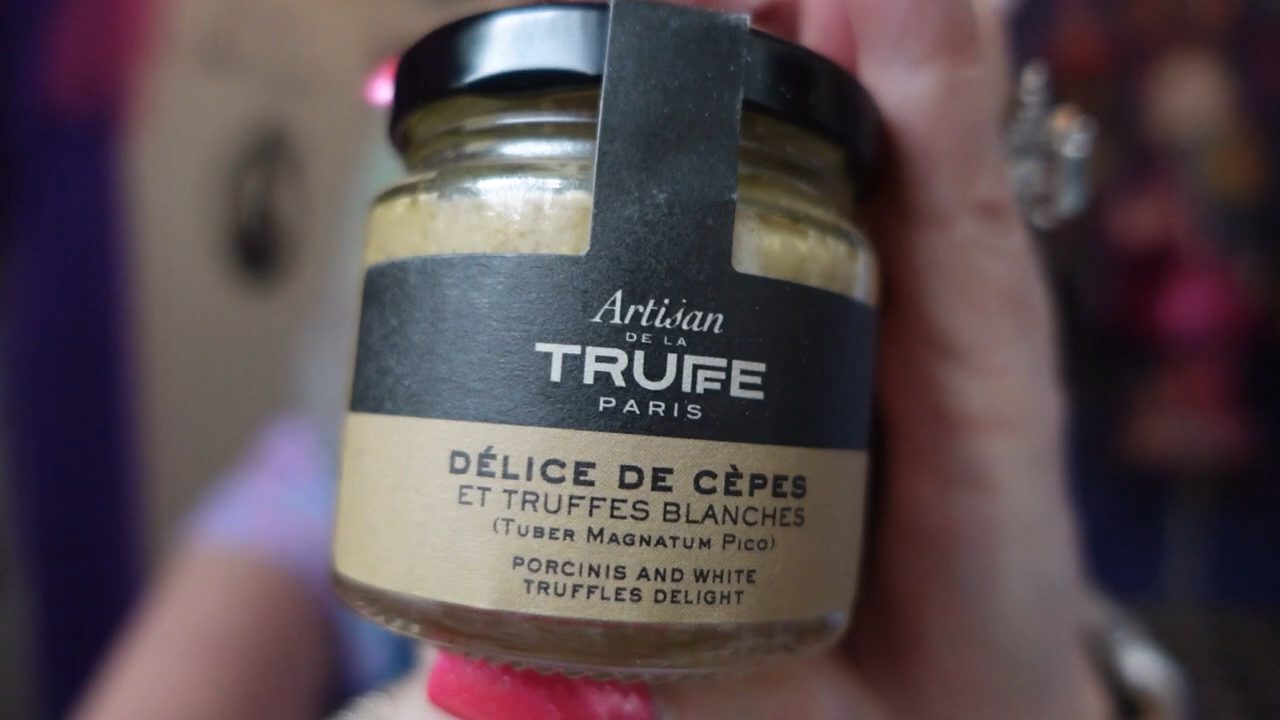 Artisan
DE LA
TRUFFE
PARIS
DÉLICE DE CÈPES
ET TRUFFES BLANCHES
(TUBER MAGNATUM PICO)
PORCINIS AND WHITE
TRUFFLES DELIGHT